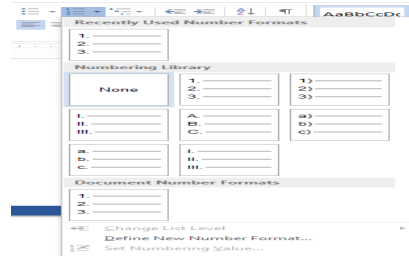 AaBbCcDc
Recently Used Number Formats
1.
2.
3.
Numbering Library
None 1. 1)
2. 2)
3. 3)
I. A. a)
II. B. b)
III. C. c)
a. i.
b. ii.
c. iii.
Document Number Formats
1.
2.
3.
Change List Level
Define New Number Format...
Set Numbering Value...